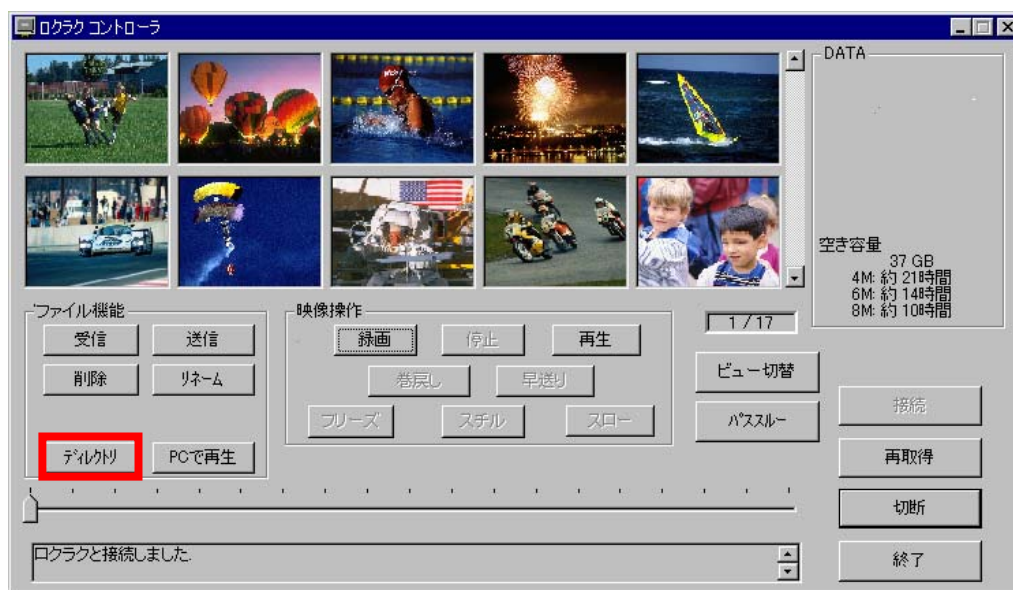 ロクラク コントローラ
DATA
空き容量
37 GB
4M: 約 21時間
6M: 約 14時間
8M: 約 10時間
ファイル機能
受信
送信
削除
リネーム
ディレクトリ
PCで再生
映像操作
録画
停止
再生
巻戻し
早送り
フリーズ
スチル
スロー
1 / 17
ビュー切替
パススルー
接続
再取得
切断
終了
ロクラクと接続しました.